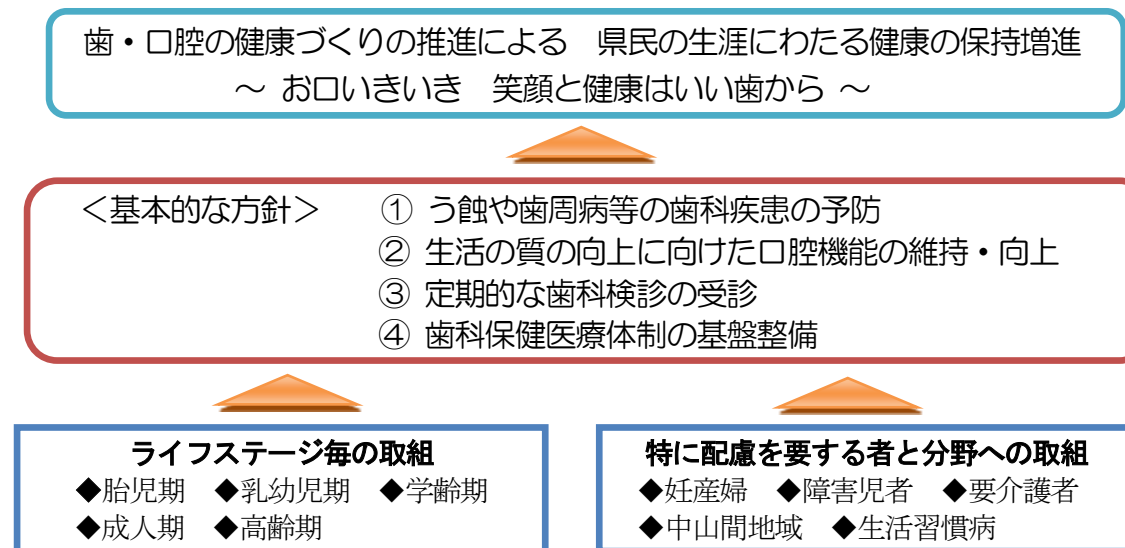 歯・口腔の健康づくりの推進による　県民の生涯にわたる健康の保持増進
～ お口いきいき　笑顔と健康はいい歯から ～
＜基本的な方針＞　① う蝕や歯周病等の歯科疾患の予防
② 生活の質の向上に向けた口腔機能の維持・向上
③ 定期的な歯科検診の受診
④ 歯科保健医療体制の基盤整備
ライフステージ毎の取組
◆胎児期　◆乳幼児期　◆学齢期
◆成人期　◆高齢期
特に配慮を要する者と分野への取組
◆妊産婦　◆障害児者　◆要介護者
◆中山間地域　◆生活習慣病